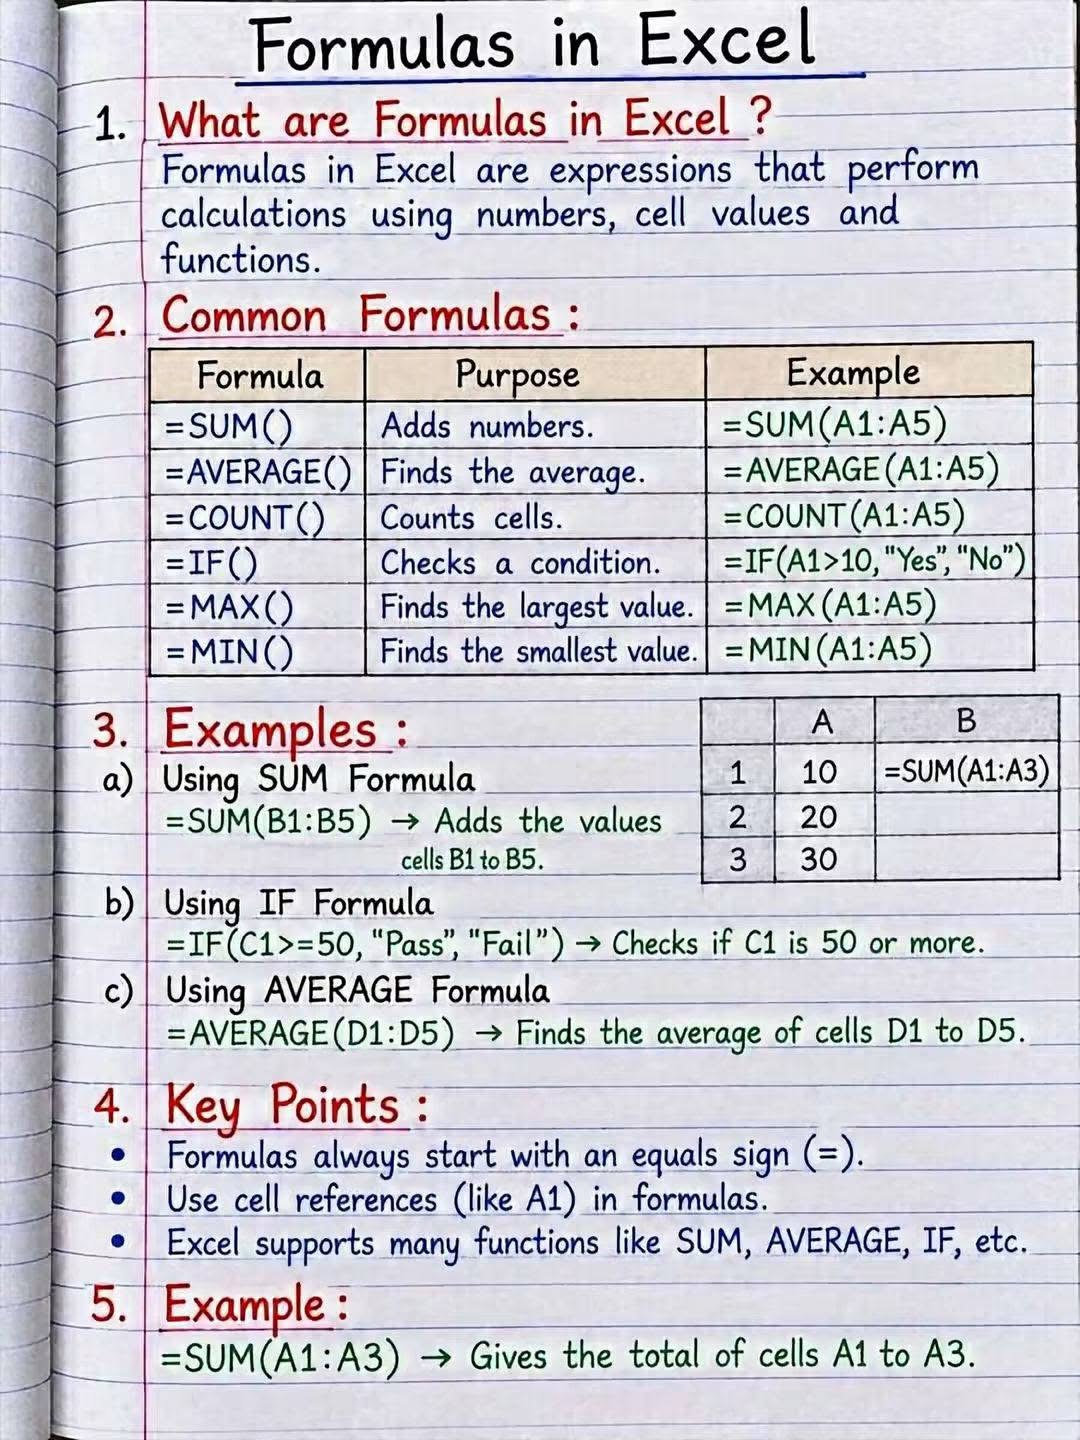 Formulas in Excel
1. What are Formulas in Excel ?
Formulas in Excel are expressions that perform
calculations using numbers, cell values and
functions.
2. Common Formulas :
Formula Purpose Example
=SUM() Adds numbers. =SUM(A1:A5)
=AVERAGE() Finds the average. =AVERAGE(A1:A5)
=COUNT() Counts cells. =COUNT(A1:A5)
=IF() Checks a condition. =IF(A1>10, "Yes", "No")
=MAX() Finds the largest value. =MAX(A1:A5)
=MIN() Finds the smallest value. =MIN(A1:A5)
3. Examples :
a) Using SUM Formula
=SUM(B1:B5) → Adds the values
cells B1 to B5.
A B
1 10 =SUM(A1:A3)
2 20
3 30
b) Using IF Formula
=IF(C1>=50, "Pass", "Fail") → Checks if C1 is 50 or more.
c) Using AVERAGE Formula
=AVERAGE(D1:D5) → Finds the average of cells D1 to D5.
4. Key Points :
• Formulas always start with an equals sign (=).
• Use cell references (like A1) in formulas.
• Excel supports many functions like SUM, AVERAGE, IF, etc.
5. Example :
=SUM(A1:A3) → Gives the total of cells A1 to A3.